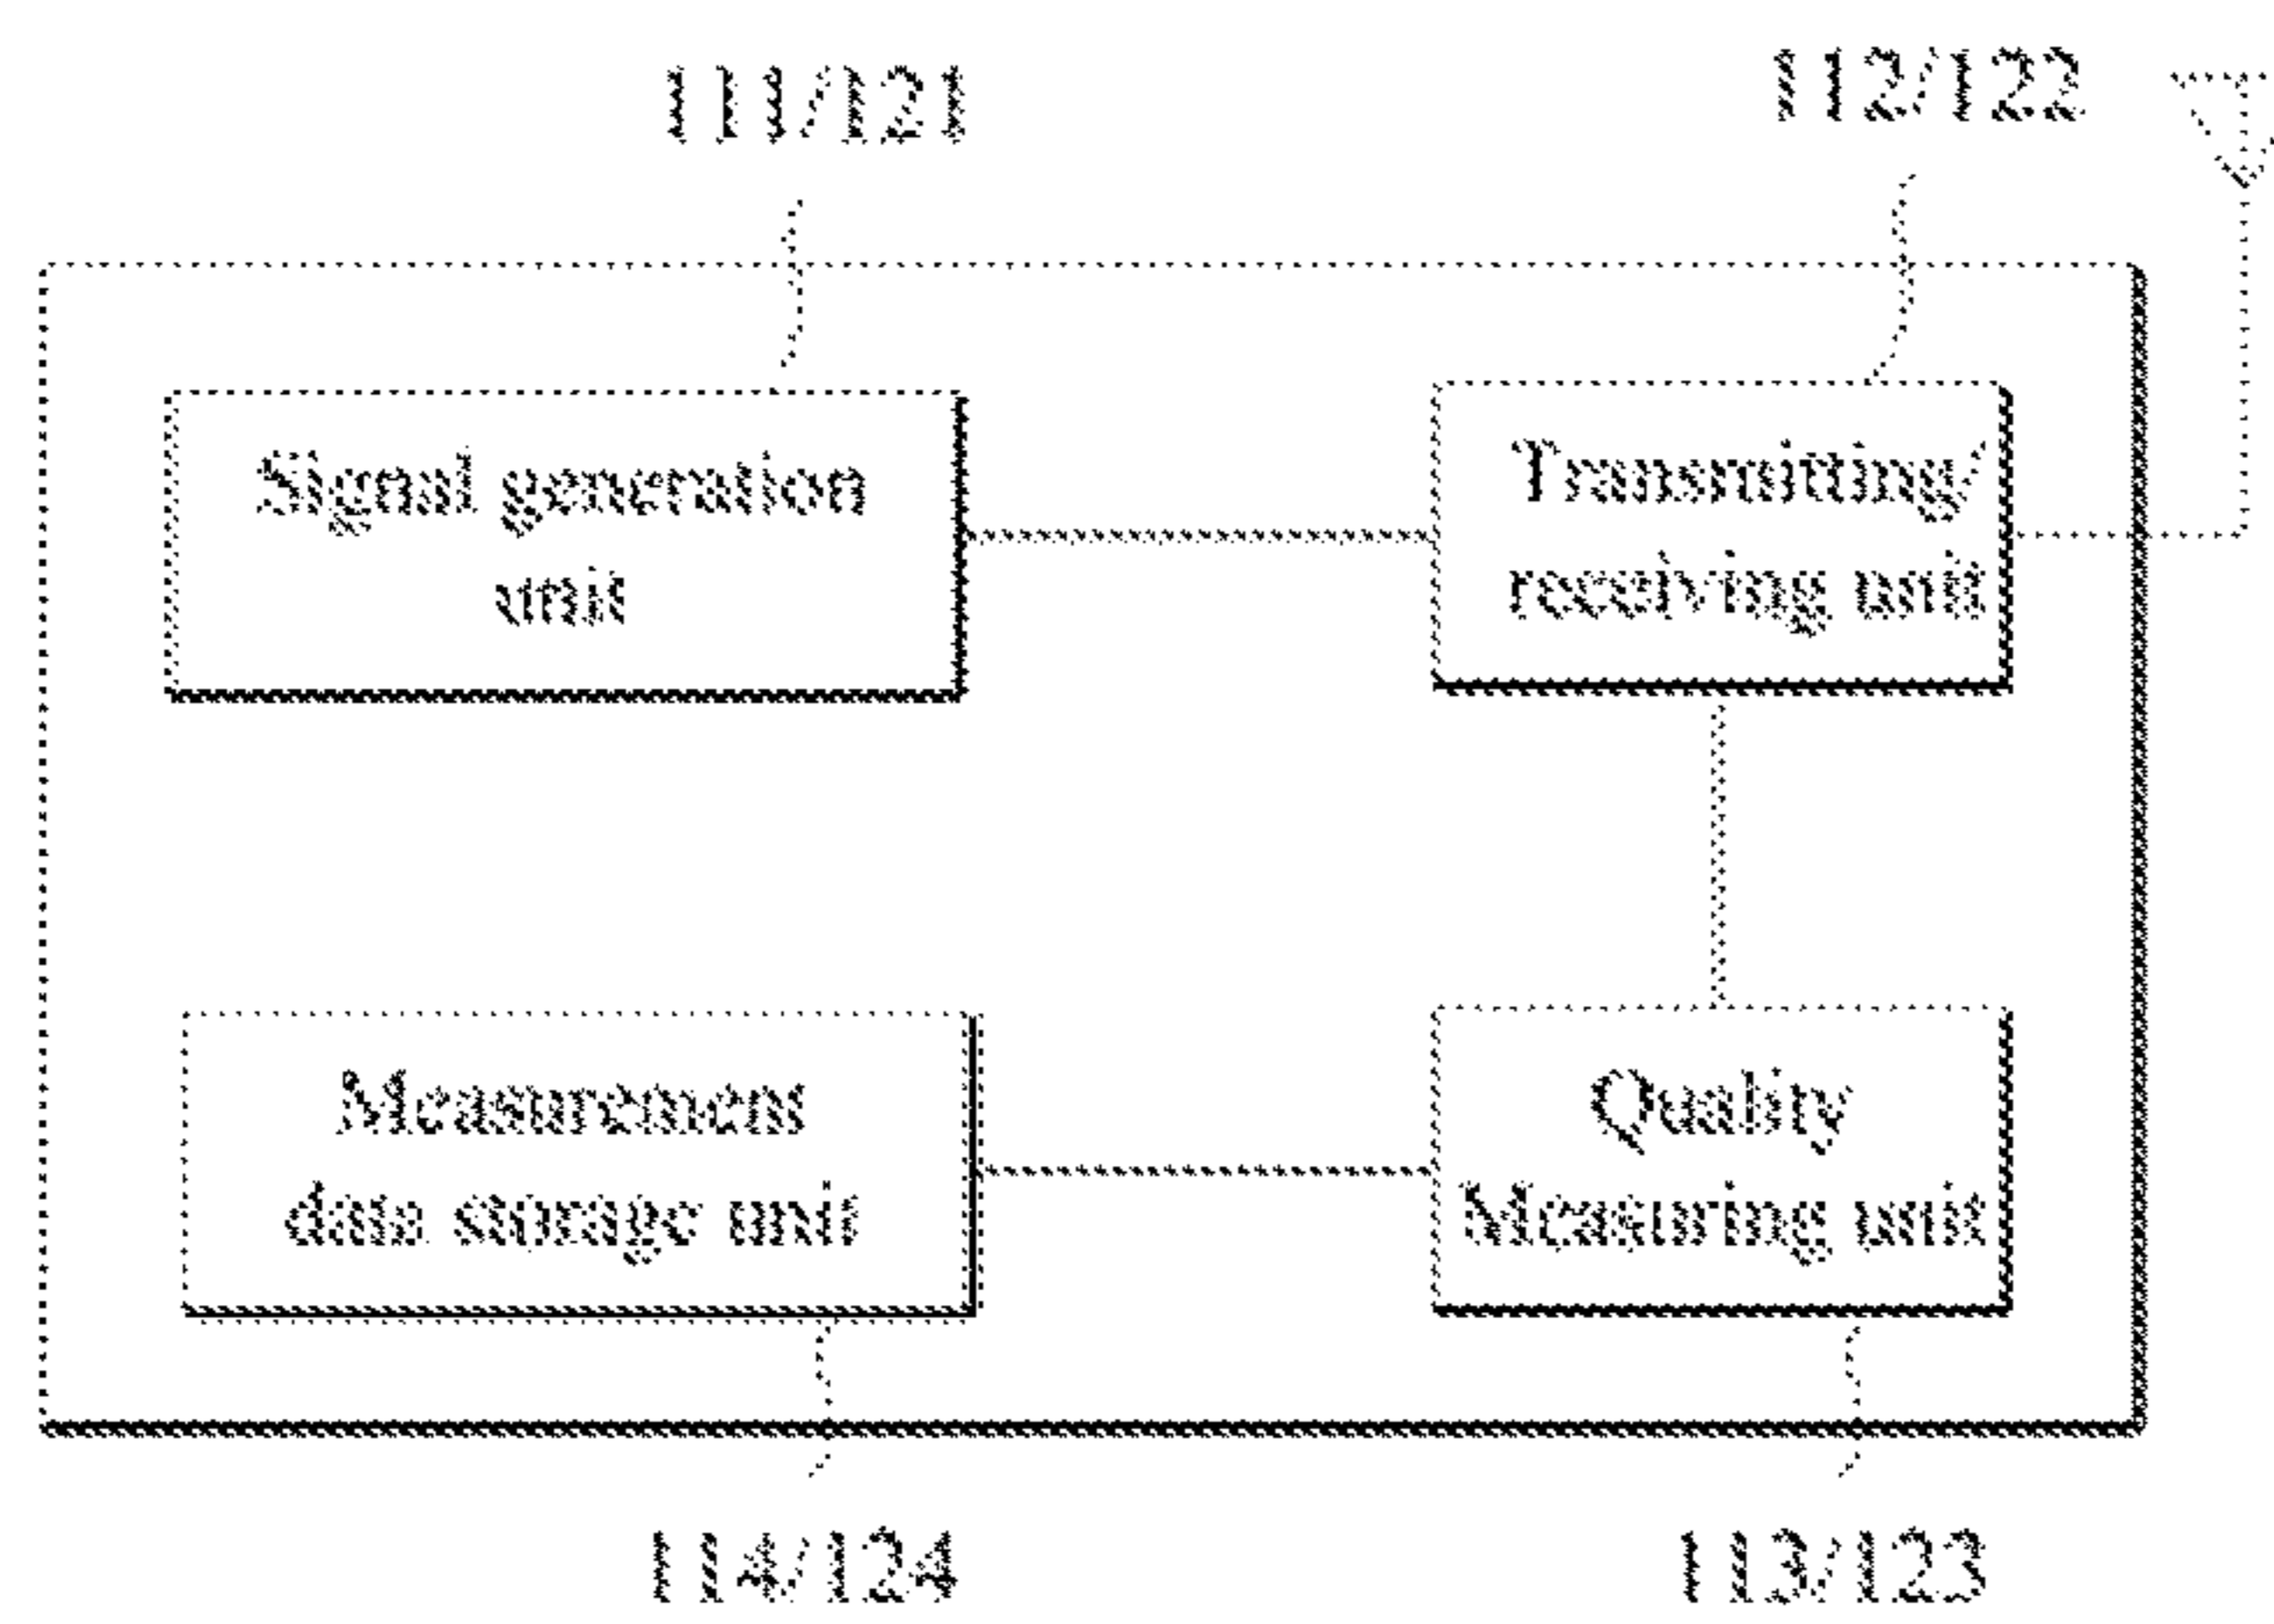 111/121
112/122
Signal generation
unit
Transmitting/
receiving unit
Measurement
data storage unit
Quality
Measuring unit
114/124
113/123